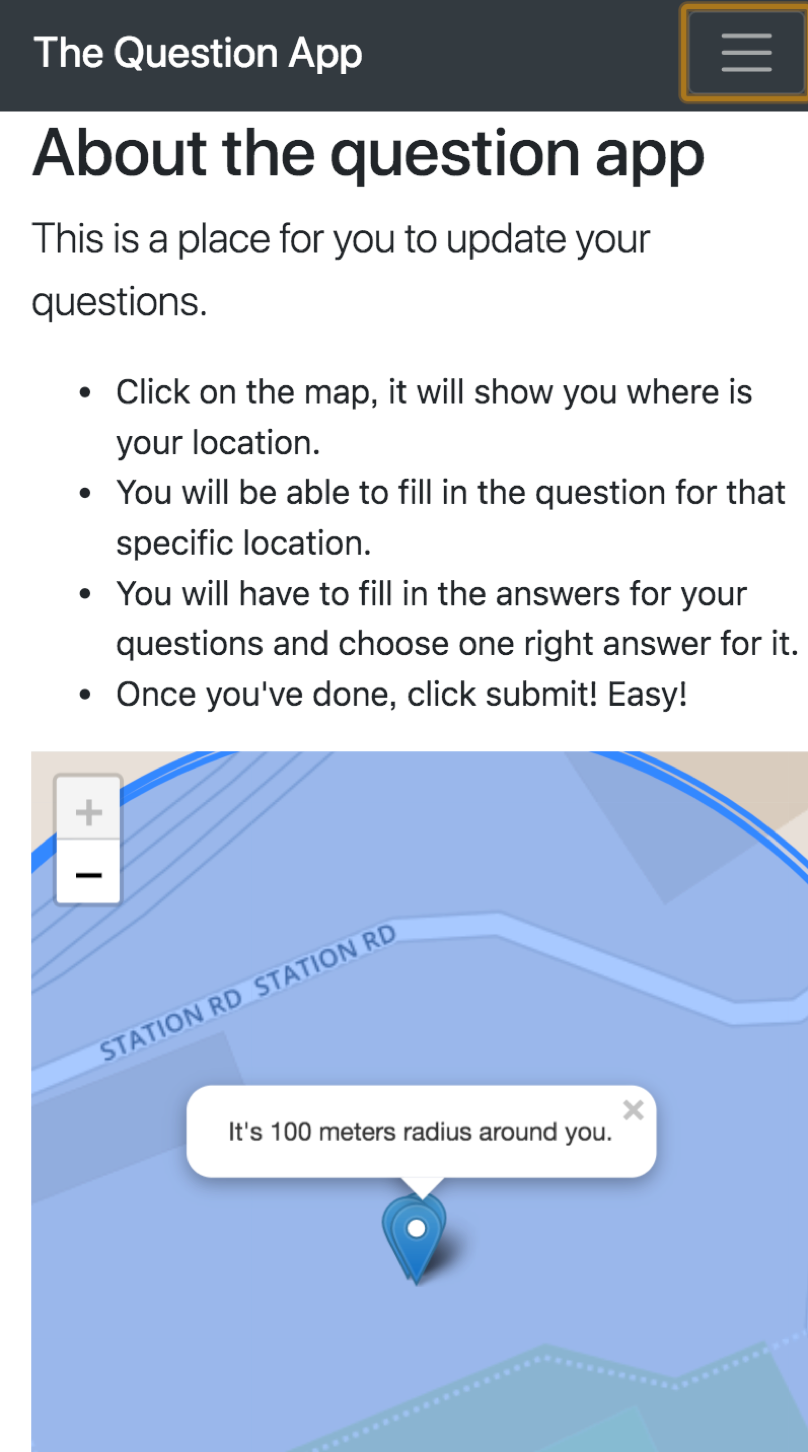 The Question App
About the question app
This is a place for you to update your
questions.
• Click on the map, it will show you where is
your location.
• You will be able to fill in the question for that
specific location.
• You will have to fill in the answers for your
questions and choose one right answer for it.
• Once you've done, click submit! Easy!
+
−
STATION RD STATION RD
It's 100 meters radius around you.
×